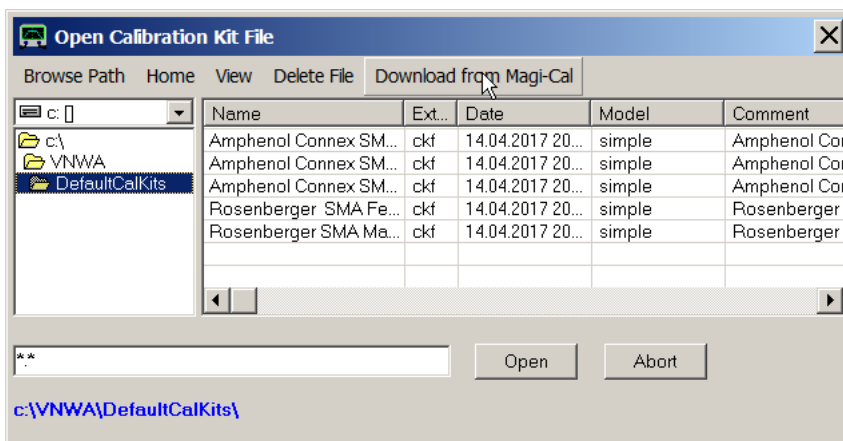 Open Calibration Kit File
Browse Path Home View Delete File Download from Magi-Cal
c: []
c:\
VNWA
DefaultCalKits
Name Ext... Date Model Comment
Amphenol Connex SM... ckf 14.04.2017 20... simple Amphenol Con
Amphenol Connex SM... ckf 14.04.2017 20... simple Amphenol Con
Amphenol Connex SM... ckf 14.04.2017 20... simple Amphenol Con
Rosenberger SMA Fe... ckf 14.04.2017 20... simple Rosenberger
Rosenberger SMA Ma... ckf 14.04.2017 20... simple Rosenberger
*.*
Open Abort
c:\VNWA\DefaultCalKits\